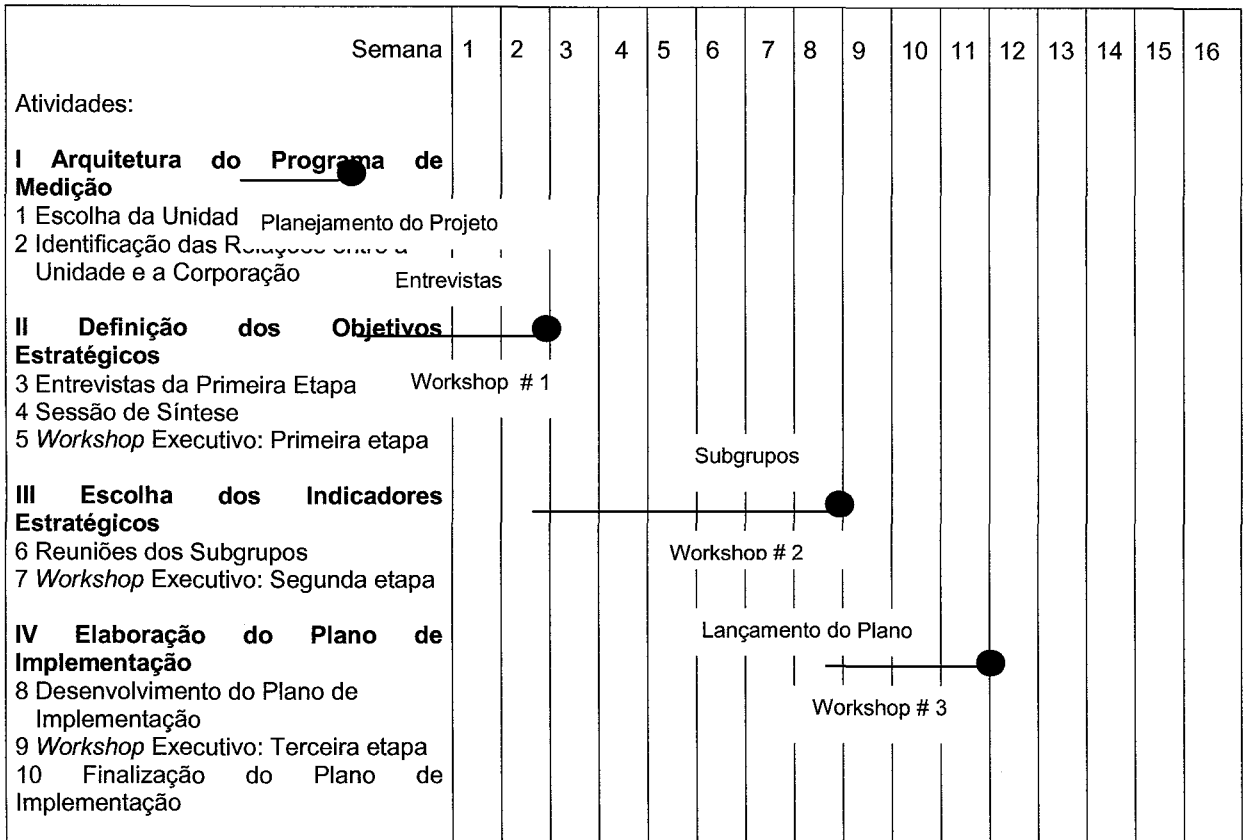 Semana 1 2 3 4 5 6 7 8 9 10 11 12 13 14 15 16
Atividades:
I Arquitetura do Programa de
Medição
1 Escolha da Unidad
Planejamento do Projeto
2 Identificação das
Unidade e a Corporação
Entrevistas
II Definição dos Objetivos
Estratégicos
3 Entrevistas da Primeira Etapa
Workshop # 1
4 Sessão de Síntese
5 Workshop Executivo: Primeira etapa
Subgrupos
III Escolha dos Indicadores
Estratégicos
6 Reuniões dos Subgrupos
Workshop # 2
7 Workshop Executivo: Segunda etapa
IV Elaboração do Plano de
Lançamento do Plano
Implementação
8 Desenvolvimento do Plano de
Implementação
Workshop # 3
9 Workshop Executivo: Terceira etapa
10 Finalização do Plano de
Implementação